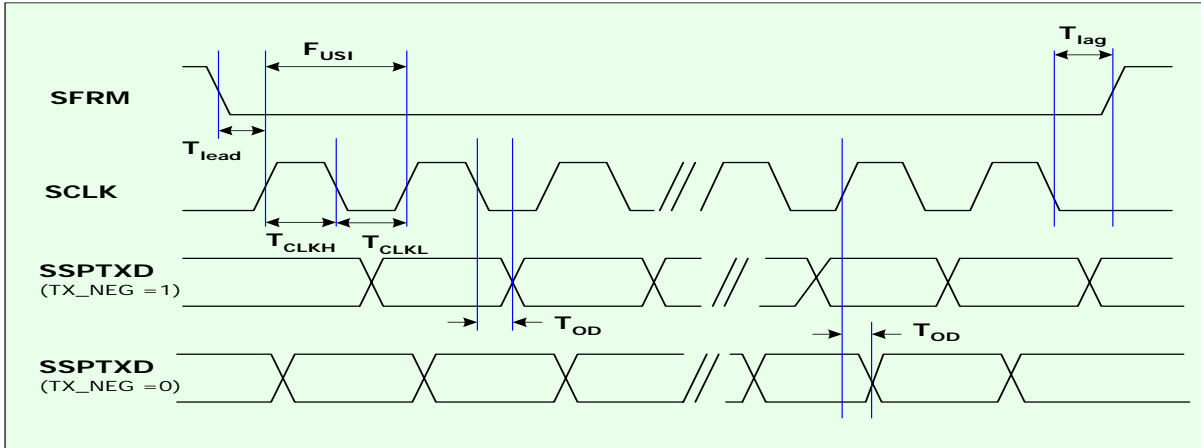 F_USI
T_lag
SFRM
T_lead
SCLK
T_CLKH T_CLKL
SSPTXD
(TX_NEG =1)
T_OD
T_OD
SSPTXD
(TX_NEG =0)